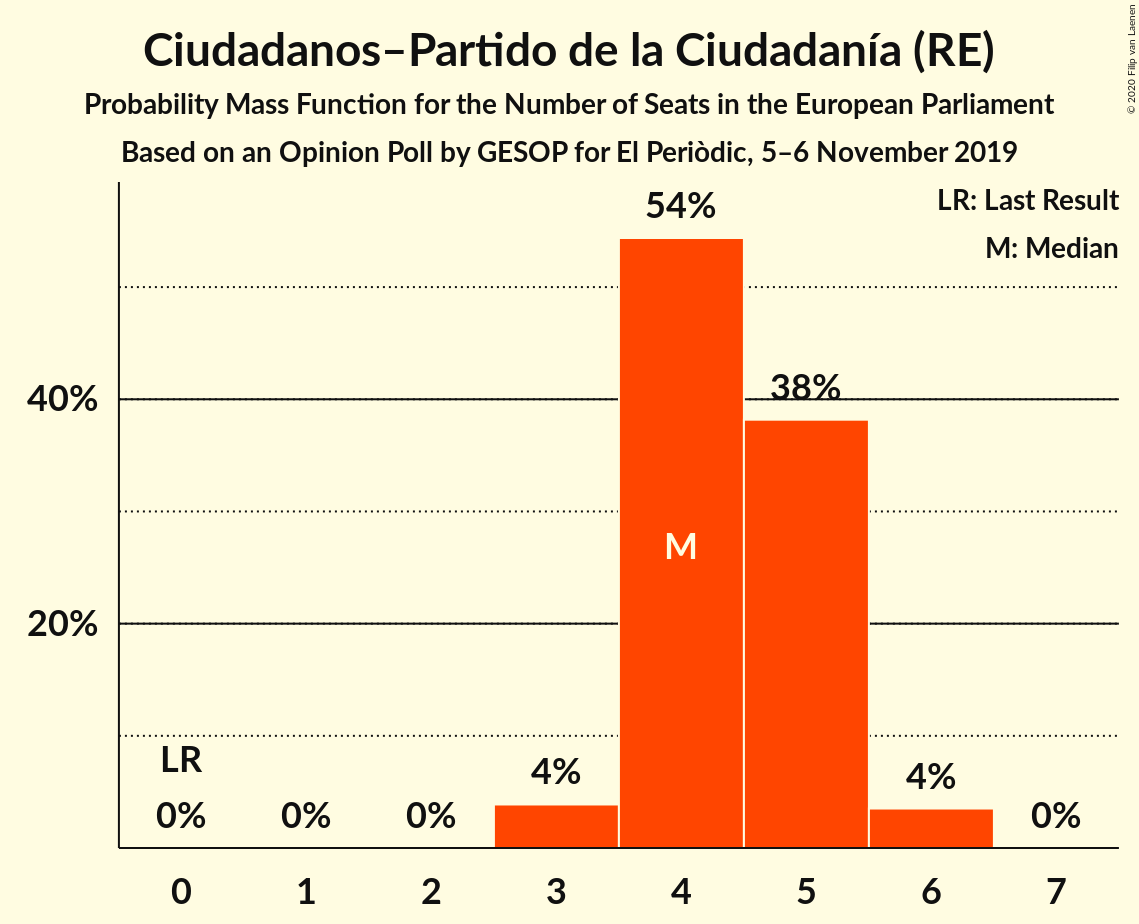 Ciudadanos–Partido de la Ciudadanía (RE)
Probability Mass Function for the Number of Seats in the European Parliament
Based on an Opinion Poll by GESOP for El Periòdic, 5–6 November 2019
© 2020 Filip van Laenen
LR: Last Result
M: Median
54%
40%
38%
M
20%
LR
4%
4%
0%
0%
0%
0%
0
1
2
3
4
5
6
7